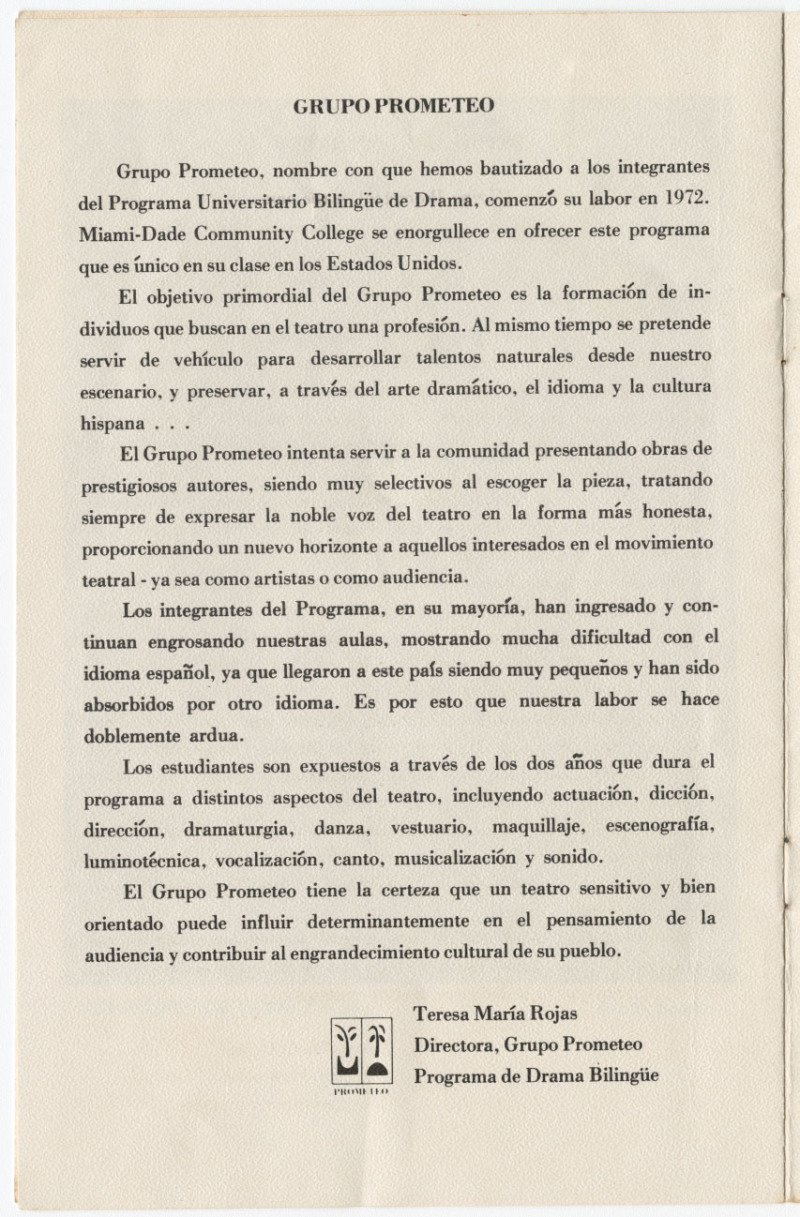 GRUPO PROMETEO
Grupo Prometeo, nombre con que hemos bautizado a los integrantes
del Programa Universitario Bilingüe de Drama, comenzó su labor en 1972.
Miami-Dade Community College se enorgullece en ofrecer este programa
que es único en su clase en los Estados Unidos.
El objetivo primordial del Grupo Prometeo es la formación de in-
dividuos que buscan en el teatro una profesión. Al mismo tiempo se pretende
servir de vehículo para desarrollar talentos naturales desde nuestro
escenario, y preservar, a través del arte dramático, el idioma y la cultura
hispana . . .
El Grupo Prometeo intenta servir a la comunidad presentando obras de
prestigiosos autores, siendo muy selectivos al escoger la pieza, tratando
siempre de expresar la noble voz del teatro en la forma más honesta,
proporcionando un nuevo horizonte a aquellos interesados en el movimiento
teatral - ya sea como artistas o como audiencia.
Los integrantes del Programa, en su mayoría, han ingresado y con-
tinuan engrosando nuestras aulas, mostrando mucha dificultad con el
idioma español, ya que llegaron a este país siendo muy pequeños y han sido
absorbidos por otro idioma. Es por esto que nuestra labor se hace
doblemente ardua.
Los estudiantes son expuestos a través de los dos años que dura el
programa a distintos aspectos del teatro, incluyendo actuación, dicción,
dirección, dramaturgia, danza, vestuario, maquillaje, escenografía,
luminotécnica, vocalización, canto, musicalización y sonido.
El Grupo Prometeo tiene la certeza que un teatro sensitivo y bien
orientado puede influir determinantemente en el pensamiento de la
audiencia y contribuir al engrandecimiento cultural de su pueblo.
Teresa María Rojas
Directora, Grupo Prometeo
Programa de Drama Bilingüe
PROMETEO